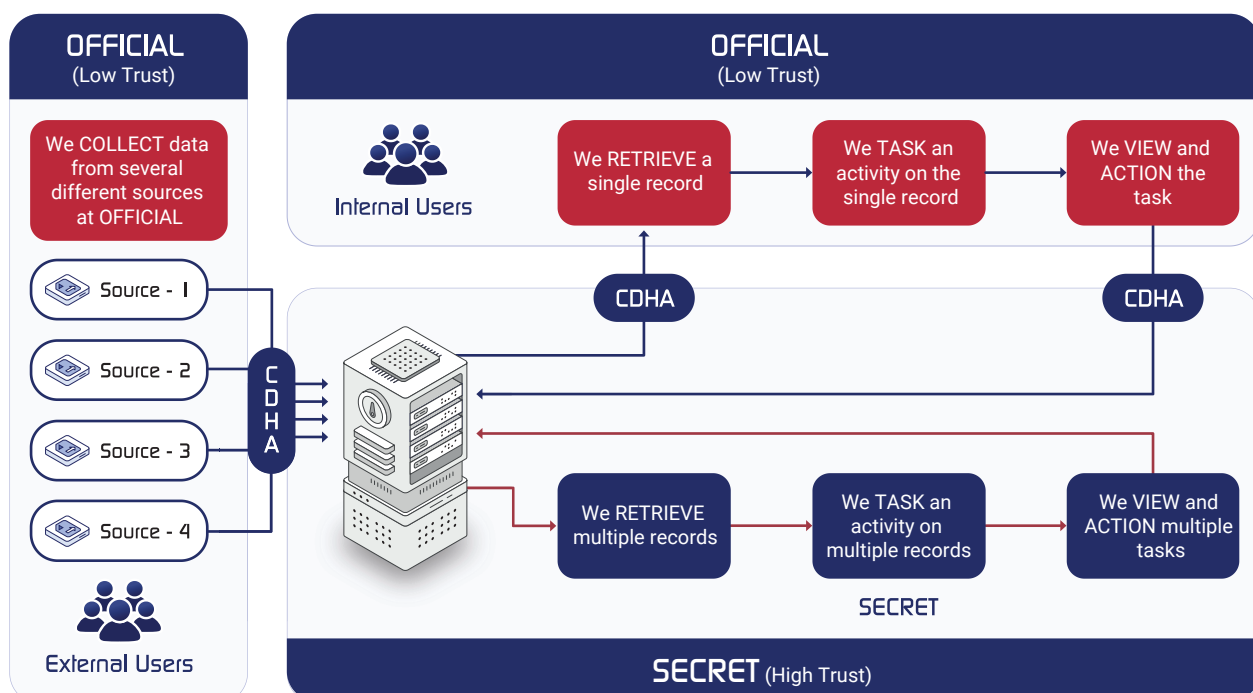 OFFICIAL
(Low Trust)
We COLLECT data
from several
different sources
at OFFICIAL
Source - 1
Source - 2
Source - 3
Source - 4
External Users
C
D
H
A
OFFICIAL
(Low Trust)
Internal Users
We RETRIEVE a
single record
We TASK an
activity on the
single record
We VIEW and
ACTION the
task
CDHA
CDHA
We RETRIEVE
multiple records
We TASK an
activity on
multiple records
We VIEW and
ACTION multiple
tasks
SECRET
SECRET (High Trust)